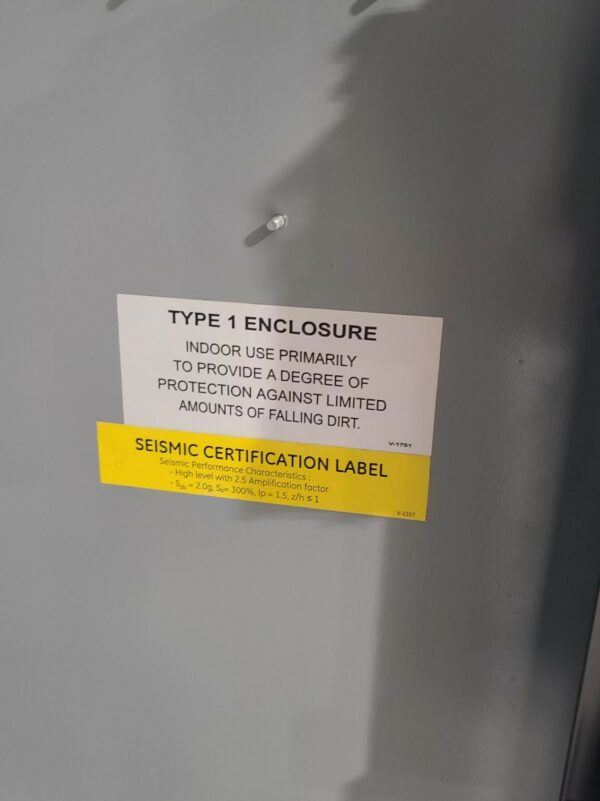 TYPE 1 ENCLOSURE
INDOOR USE PRIMARILY
TO PROVIDE A DEGREE OF
PROTECTION AGAINST LIMITED
AMOUNTS OF FALLING DIRT.
V-1751
SEISMIC CERTIFICATION LABEL
Seismic Performance Characteristics :
- High level with 2.5 Amplification factor
- Sds = 2.0g, Ss= 300%, Ip = 1.5, z/h ≤ 1
V-2357